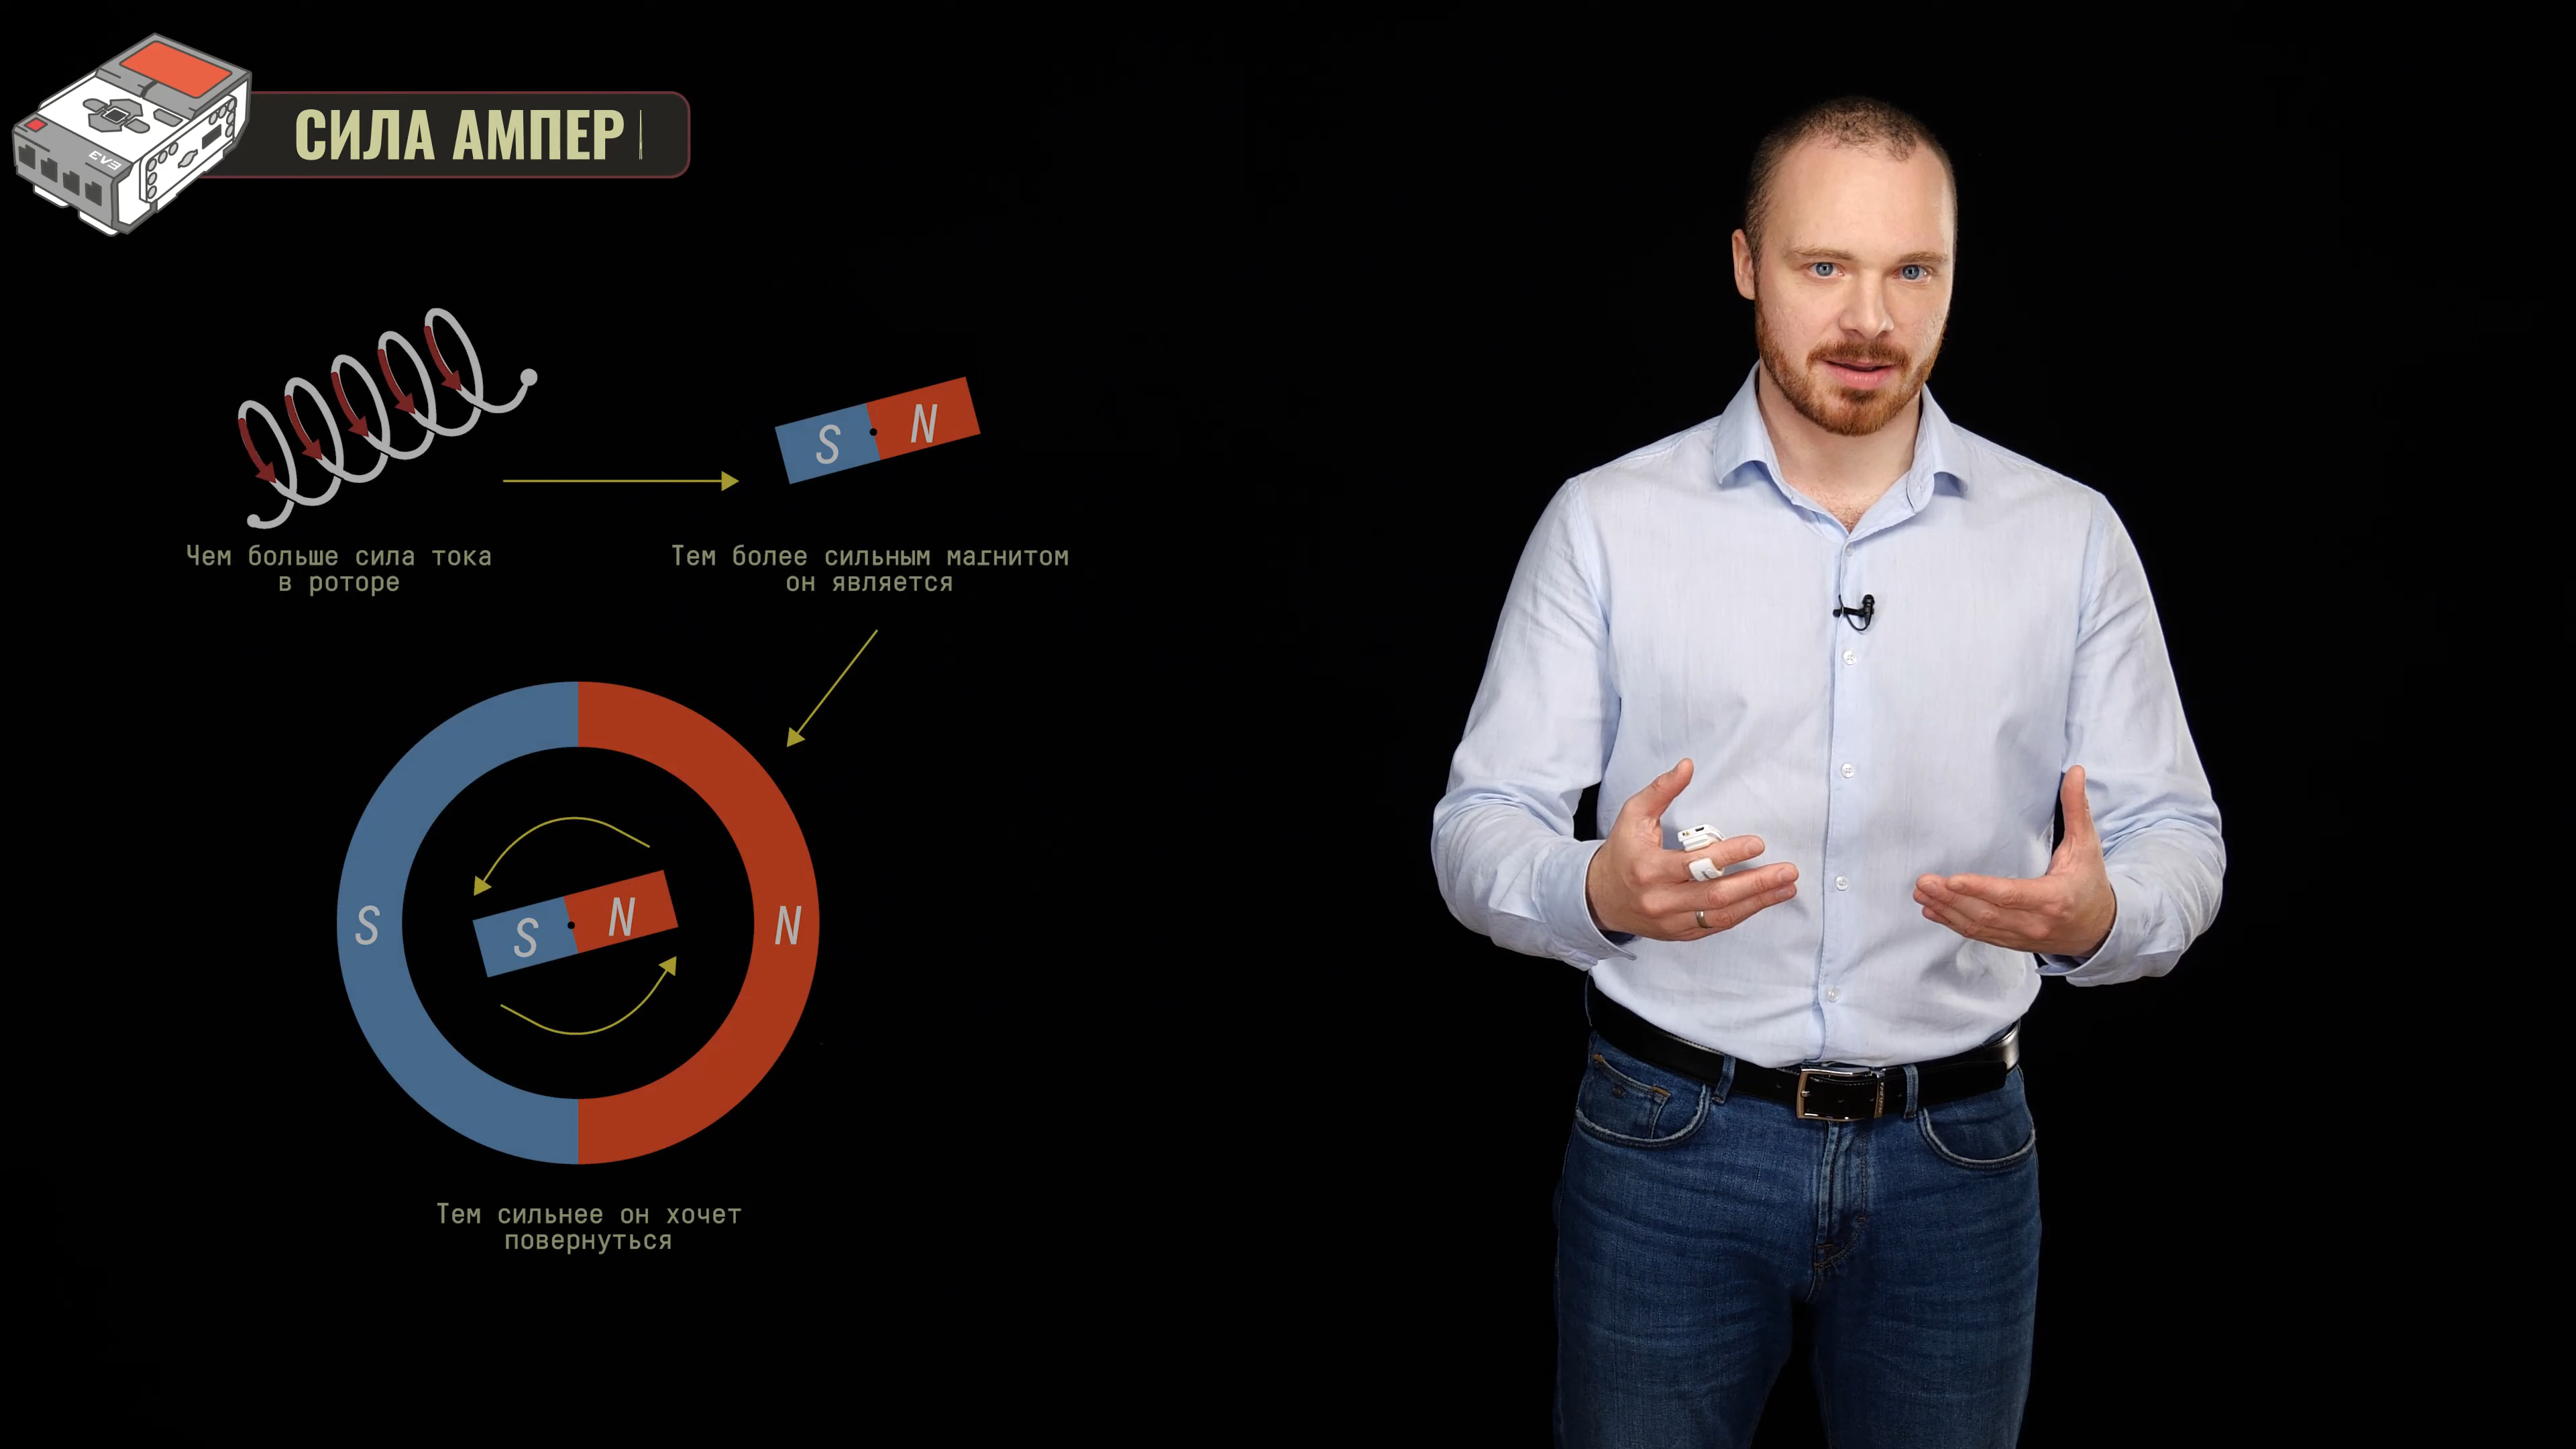 СИЛА АМПЕР
EV3
S N
Чем больше сила тока
в роторе
Тем более сильным магнитом
он является
S
S N
N
Тем сильнее он хочет
повернуться